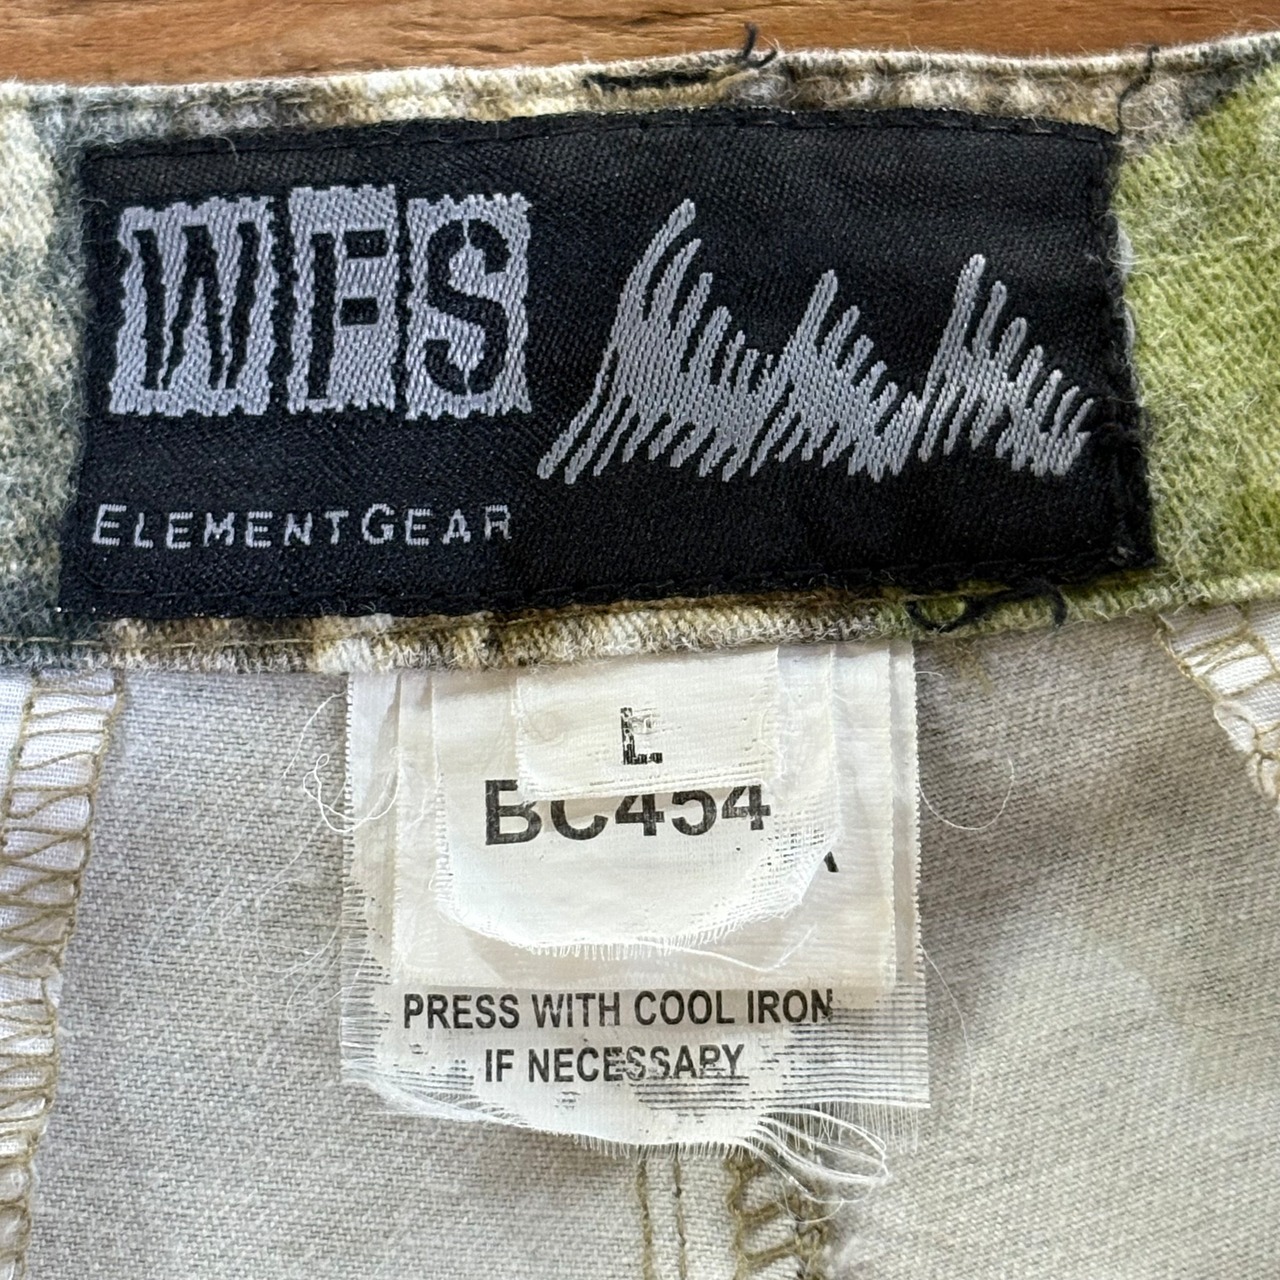 WFS
ELEMENTGEAR
L
BC454
PRESS WITH COOL IRON
IF NECESSARY